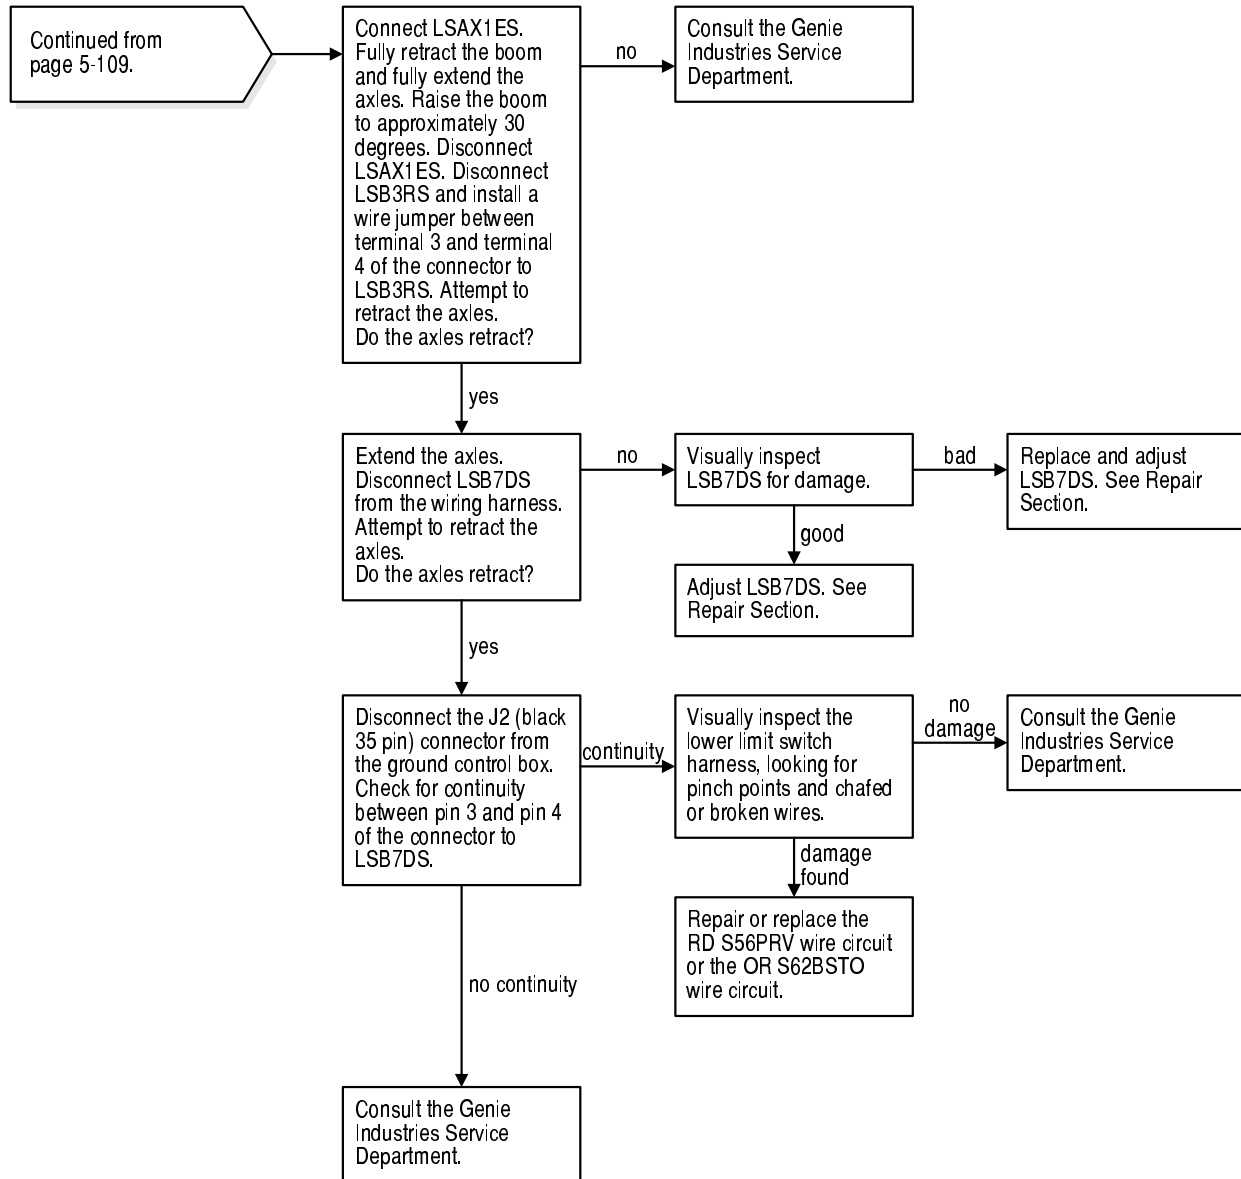 Continued from
page 5-109.
Connect LSAX1ES.
Fully retract the boom
and fully extend the
axles. Raise the boom
to approximately 30
degrees. Disconnect
LSAX1ES. Disconnect
LSB3RS and install a
wire jumper between
terminal 3 and terminal
4 of the connector to
LSB3RS. Attempt to
retract the axles.
Do the axles retract?
no
Consult the Genie
Industries Service
Department.
yes
Extend the axles.
Disconnect LSB7DS
from the wiring harness.
Attempt to retract the
axles.
Do the axles retract?
no
Visually inspect
LSB7DS for damage.
bad
Replace and adjust
LSB7DS. See Repair
Section.
good
Adjust LSB7DS. See
Repair Section.
yes
Disconnect the J2 (black
35 pin) connector from
the ground control box.
Check for continuity
between pin 3 and pin 4
of the connector to
LSB7DS.
continuity
Visually inspect the
lower limit switch
harness, looking for
pinch points and chafed
or broken wires.
no
damage
Consult the Genie
Industries Service
Department.
damage
found
Repair or replace the
RD S56PRV wire circuit
or the OR S62BSTO
wire circuit.
no continuity
Consult the Genie
Industries Service
Department.